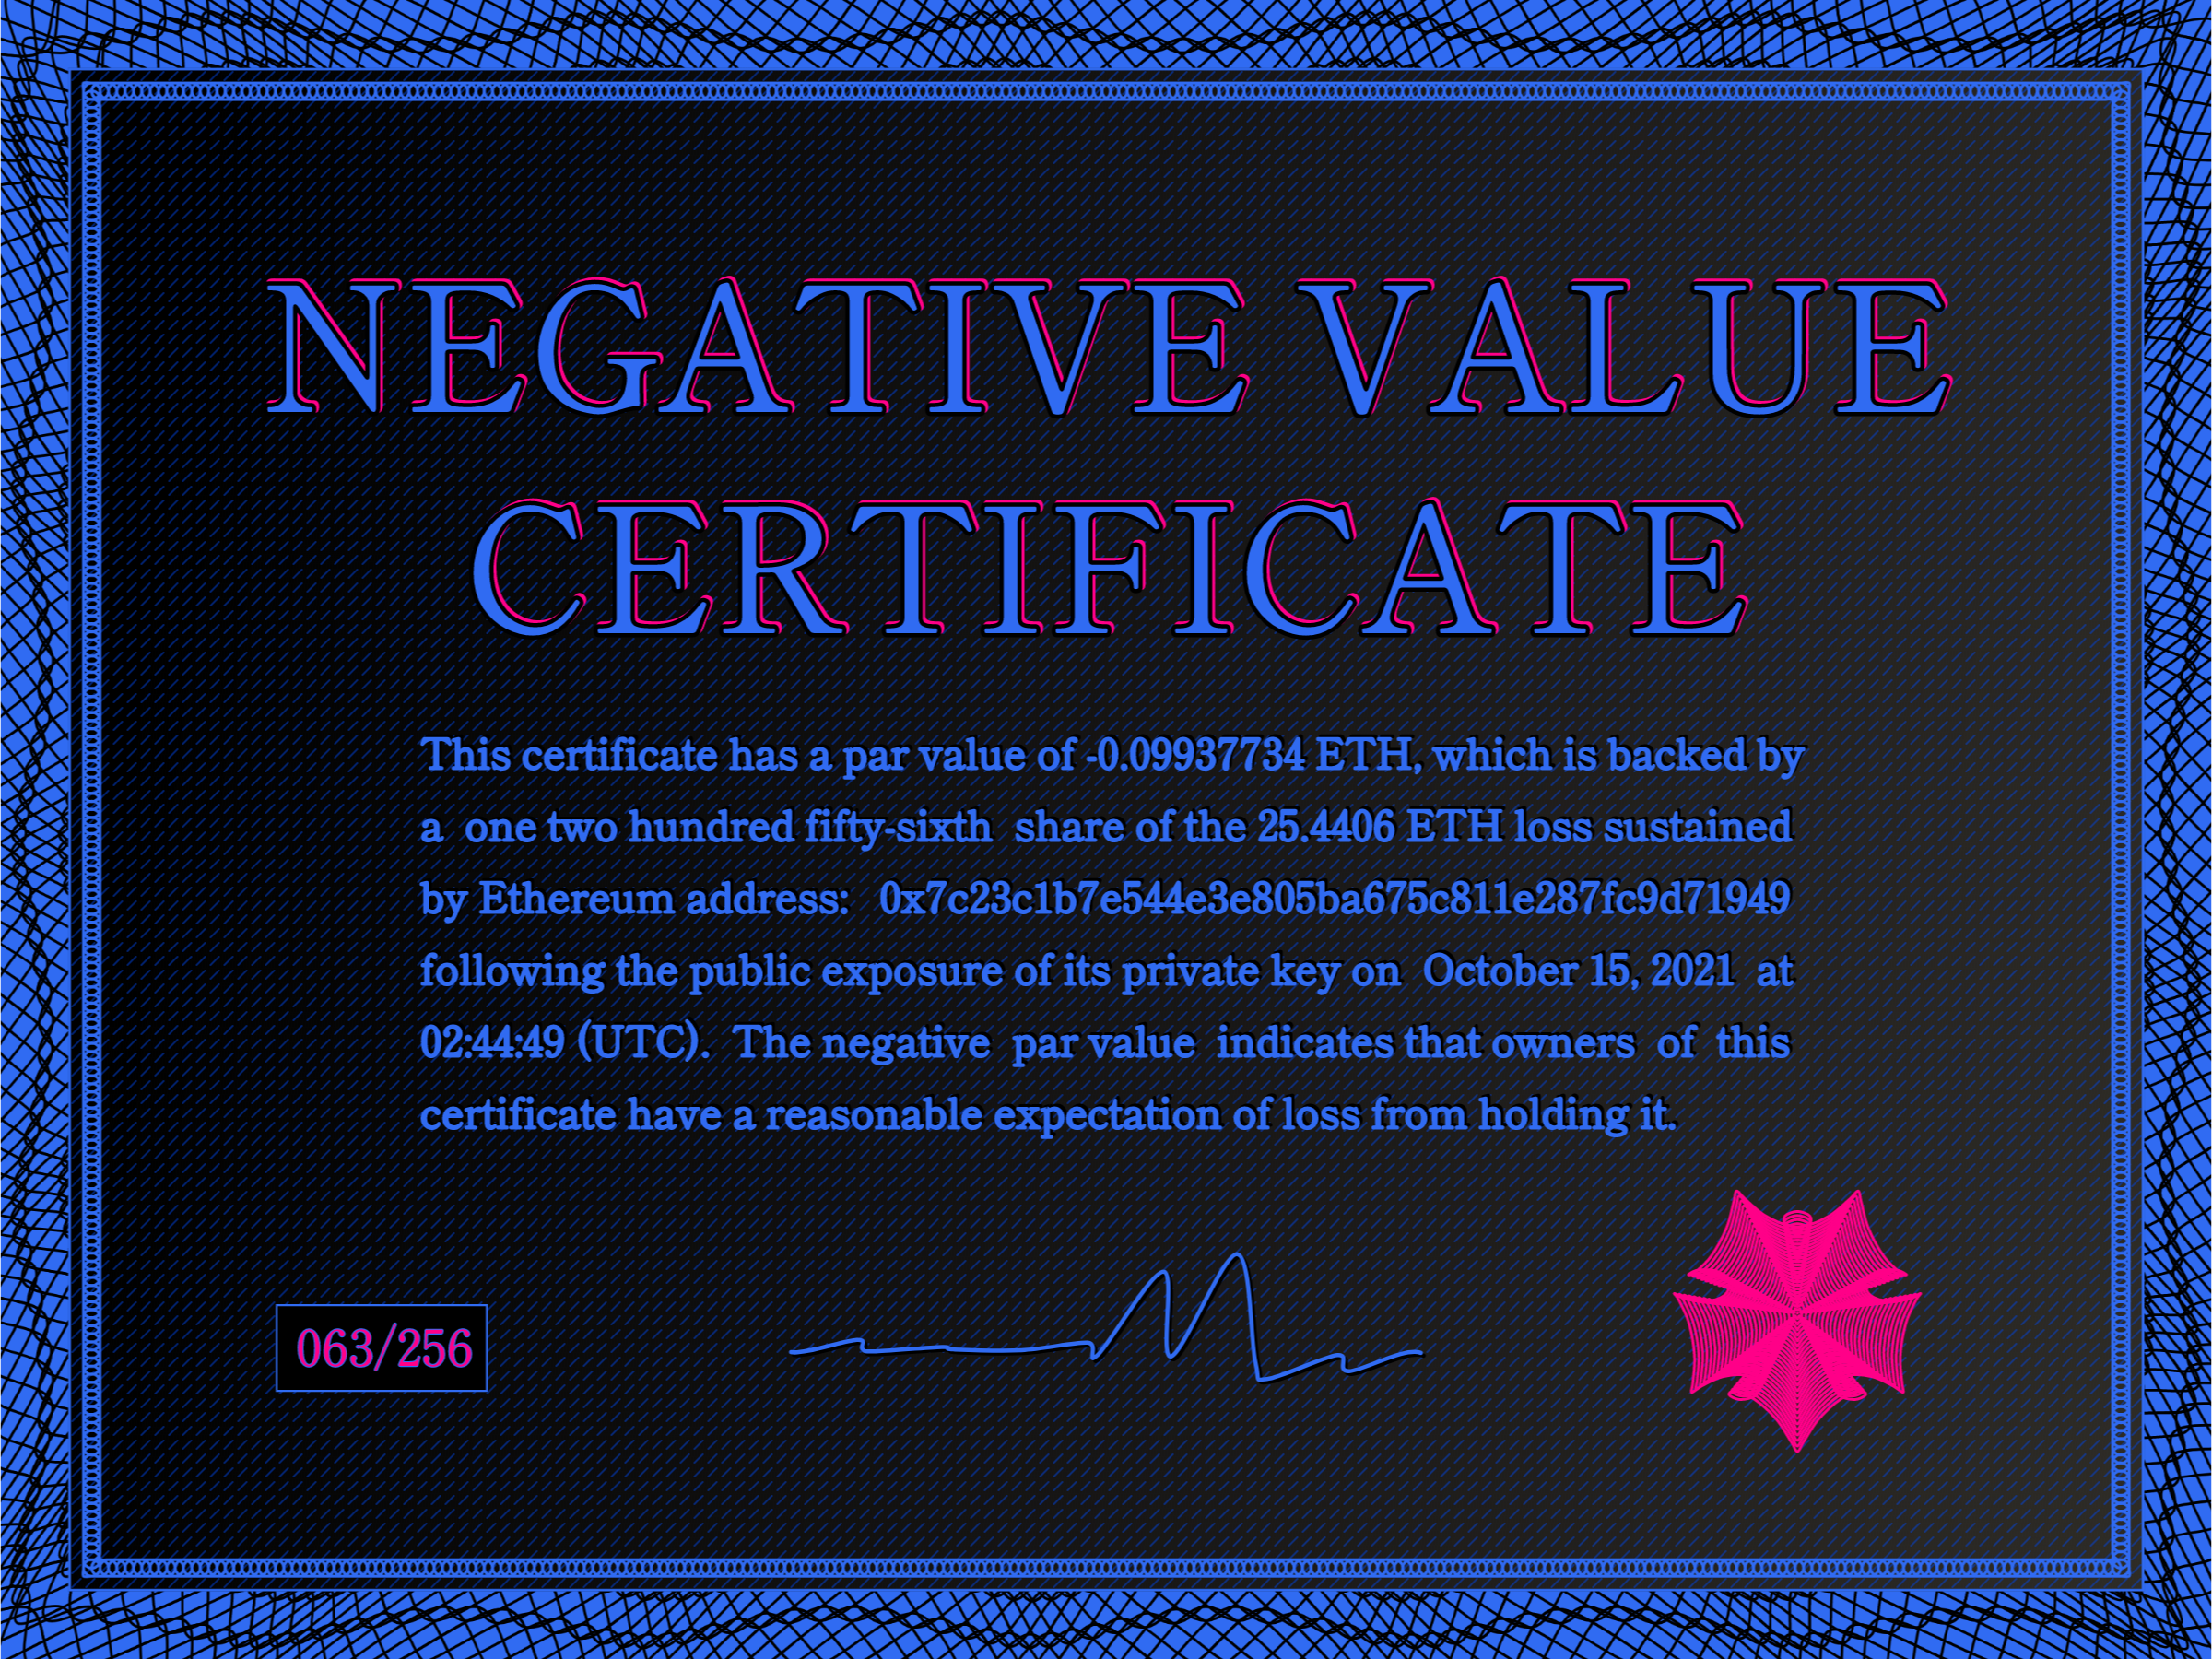 NEGATIVE VALUE
CERTIFICATE
This certificate has a par value of -0.09937734 ETH, which is backed by
a one two hundred fifty-sixth share of the 25.4406 ETH loss sustained
by Ethereum address: 0x7c23c1b7e544e3e805ba675c811e287fc9d71949
following the public exposure of its private key on October 15, 2021 at
02:44:49 (UTC). The negative par value indicates that owners of this
certificate have a reasonable expectation of loss from holding it.
063/256